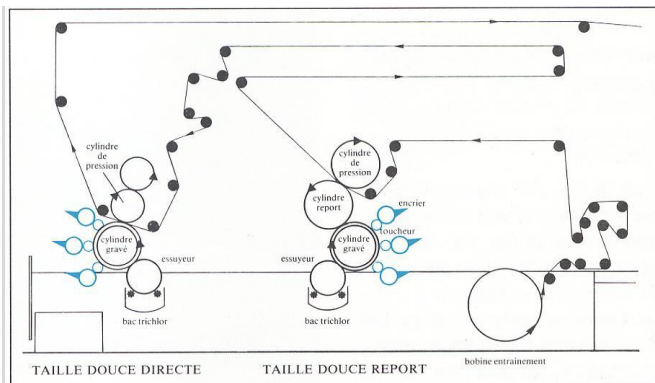 cylindre
de
pression
cylindre
de
pression
cylindre
report
encrier
toucheur
cylindre
gravé
essuyeur
cylindre
gravé
essuyeur
bac trichlor
bac trichlor
bobine entrainement
TAILLE DOUCE DIRECTE
TAILLE DOUCE REPORT